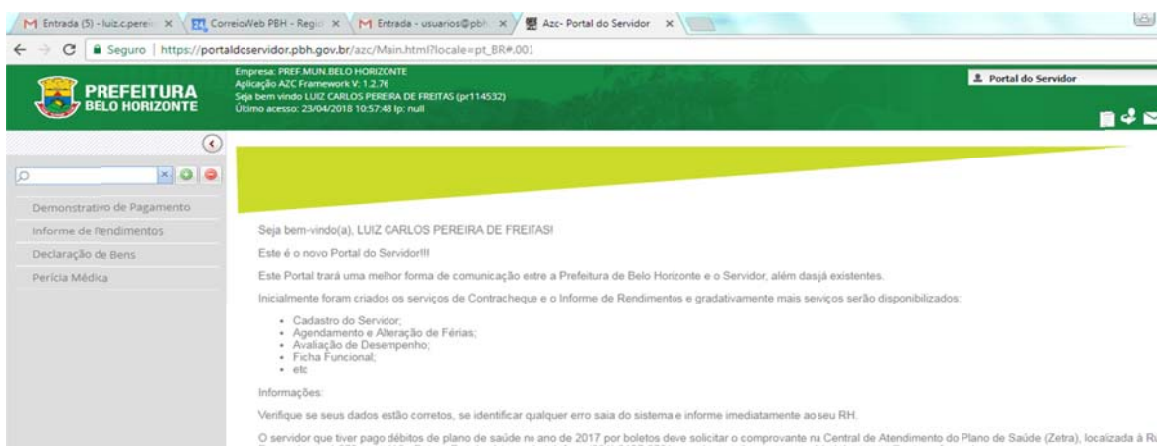 Entrada (5) - luiz.c.perei
CorreioWeb PBH - Regi
Entrada - usuarios@pbh
Azc- Portal do Servidor
Seguro | https://portaldoservidor.pbh.gov.br/azc/Main.html?locale=pt_BR#.001
PREFEITURA
BELO HORIZONTE
Empresa: PREF.MUN.BELO HORIZONTE
Aplicação AZC Framework V: 1.2.76
Seja bem vindo LUIZ CARLOS PEREIRA DE FREITAS (pr114532)
Útimo acesso: 23/04/2018 10:57:48 Ip: null
Portal do Servidor
Demonstrativo de Pagamento
Informe de Rendimentos
Declaração de Bens
Perícia Médica
Seja bem-vindo(a), LUIZ CARLOS PEREIRA DE FREITAS!
Este é o novo Portal do Servidor!!!
Este Portal trará uma melhor forma de comunicação entre a Prefeitura de Belo Horizonte e o Servidor, além das já existentes.
Inicialmente foram criados os serviços de Contracheque e o Informe de Rendimentos e gradativamente mais serviços serão disponibilizados:
• Cadastro do Servidor;
• Agendamento e Alteração de Férias;
• Avaliação de Desempenho;
• Ficha Funcional;
• etc
Informações:
Verifique se seus dados estão corretos, se identificar qualquer erro saia do sistema e informe imediatamente ao seu RH.
O servidor que tiver pago débitos de plano de saúde no ano de 2017 por boletos deve solicitar o comprovante na Central de Atendimento do Plano de Saúde (Zetra), localizada à R